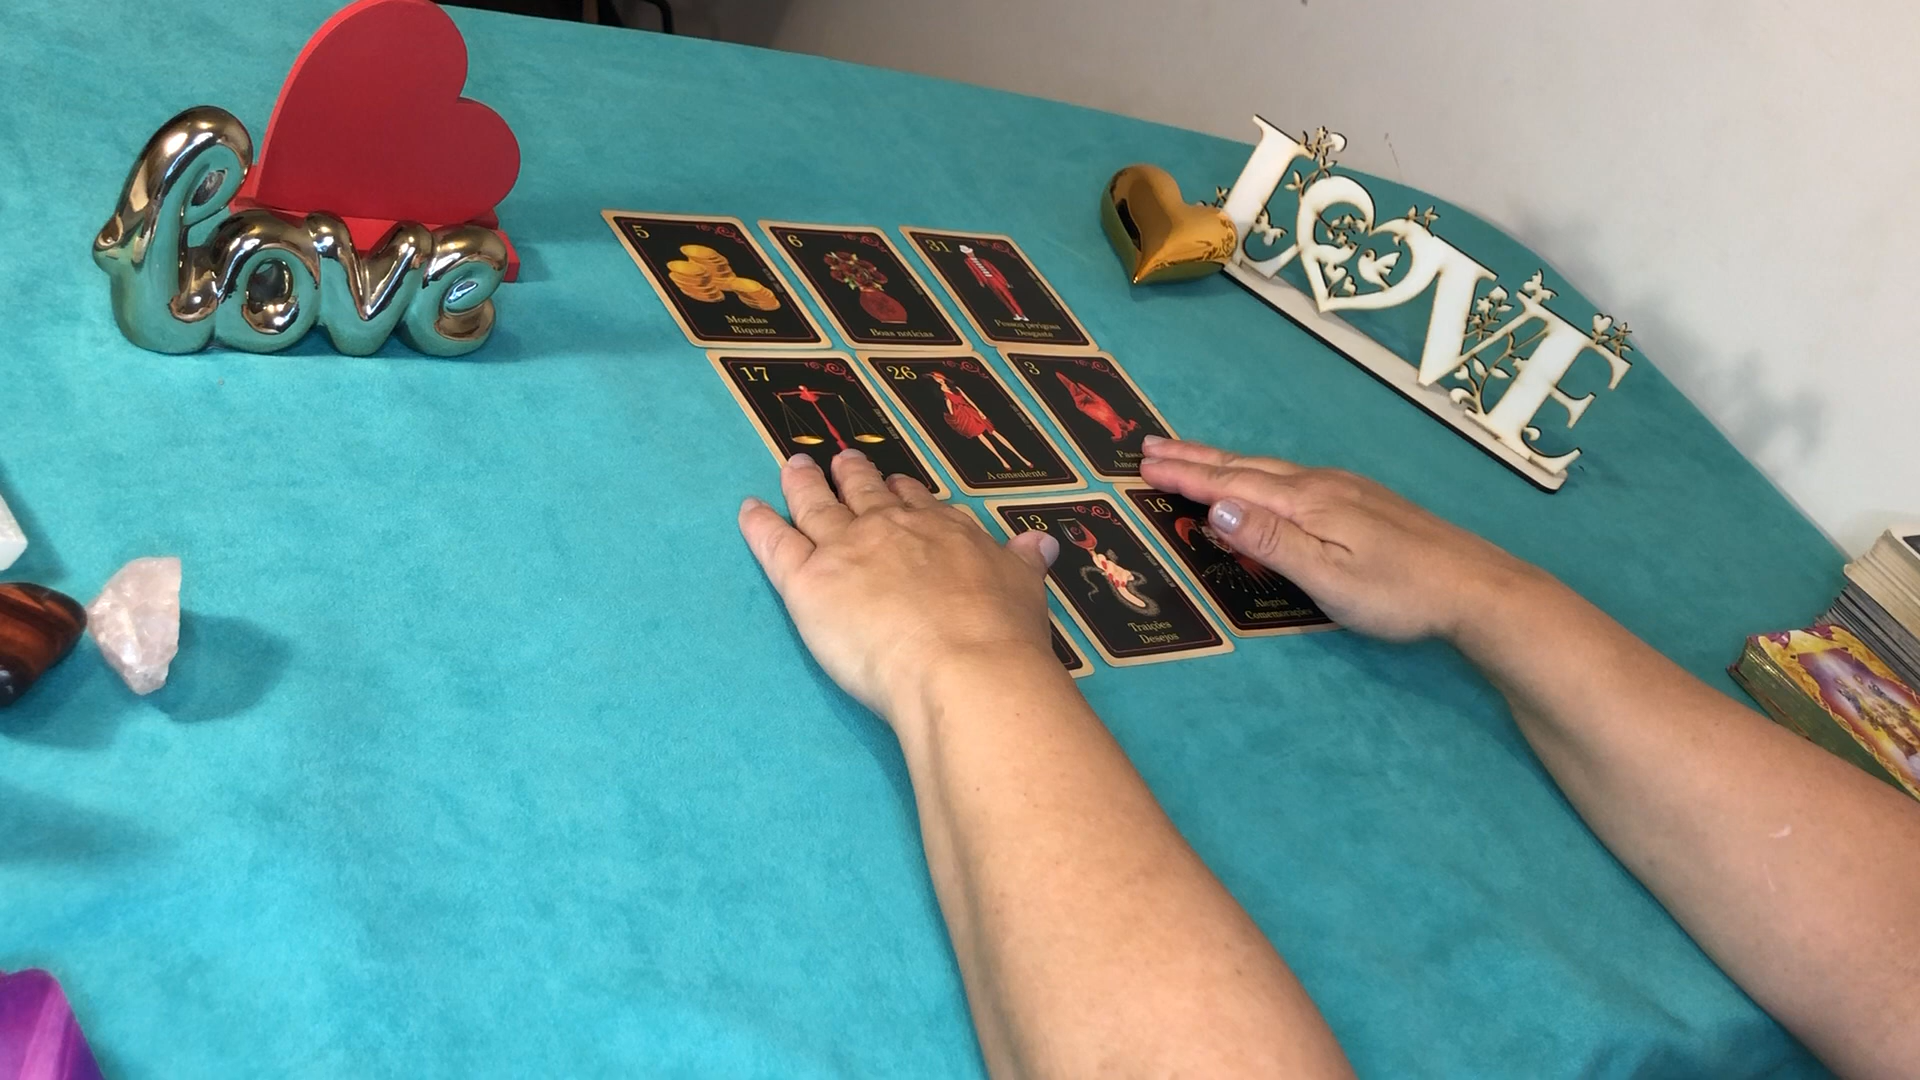 Love
LOVE
5
Moedas
Riqueza
6
Boas notícias
31
Pessoa perigosa
Desgaste
17
26
A consulente
3
13
Traições
Desejos
16
Alegria
Comemorações